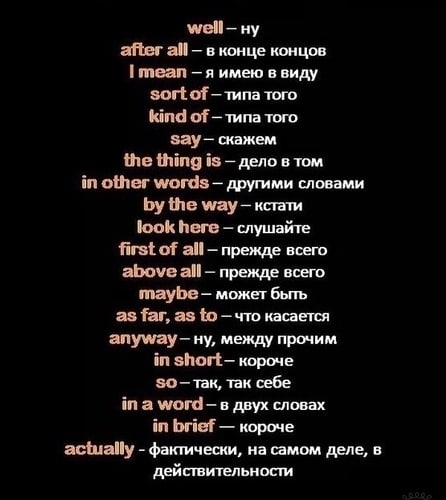 well – ну
after all – в конце концов
I mean – я имею в виду
sort of – типа того
kind of – типа того
say – скажем
the thing is – дело в том
in other words – другими словами
by the way – кстати
look here – слушайте
first of all – прежде всего
above all – прежде всего
maybe – может быть
as far, as to – что касается
anyway – ну, между прочим
in short – короче
so – так, так себе
in a word – в двух словах
in brief — короче
actually - фактически, на самом деле, в
действительности